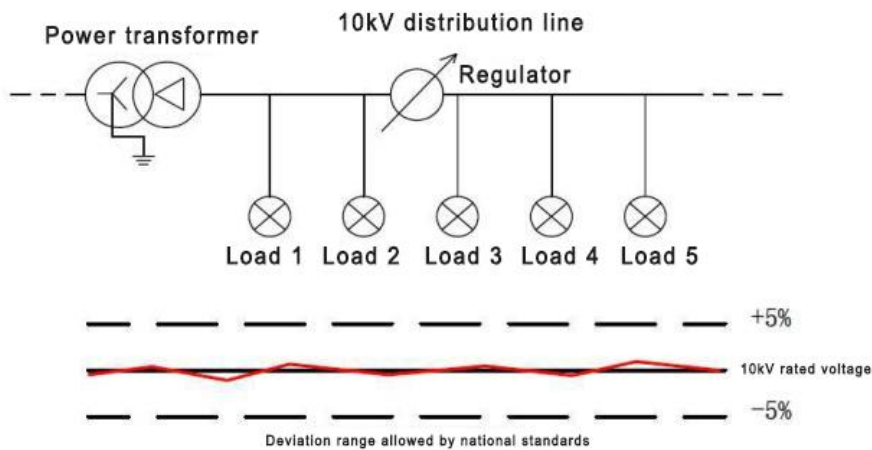 10kV distribution line
Power transformer
Regulator
Load 1 Load 2 Load 3 Load 4 Load 5
+5%
10kV rated voltage
-5%
Deviation range allowed by national standards